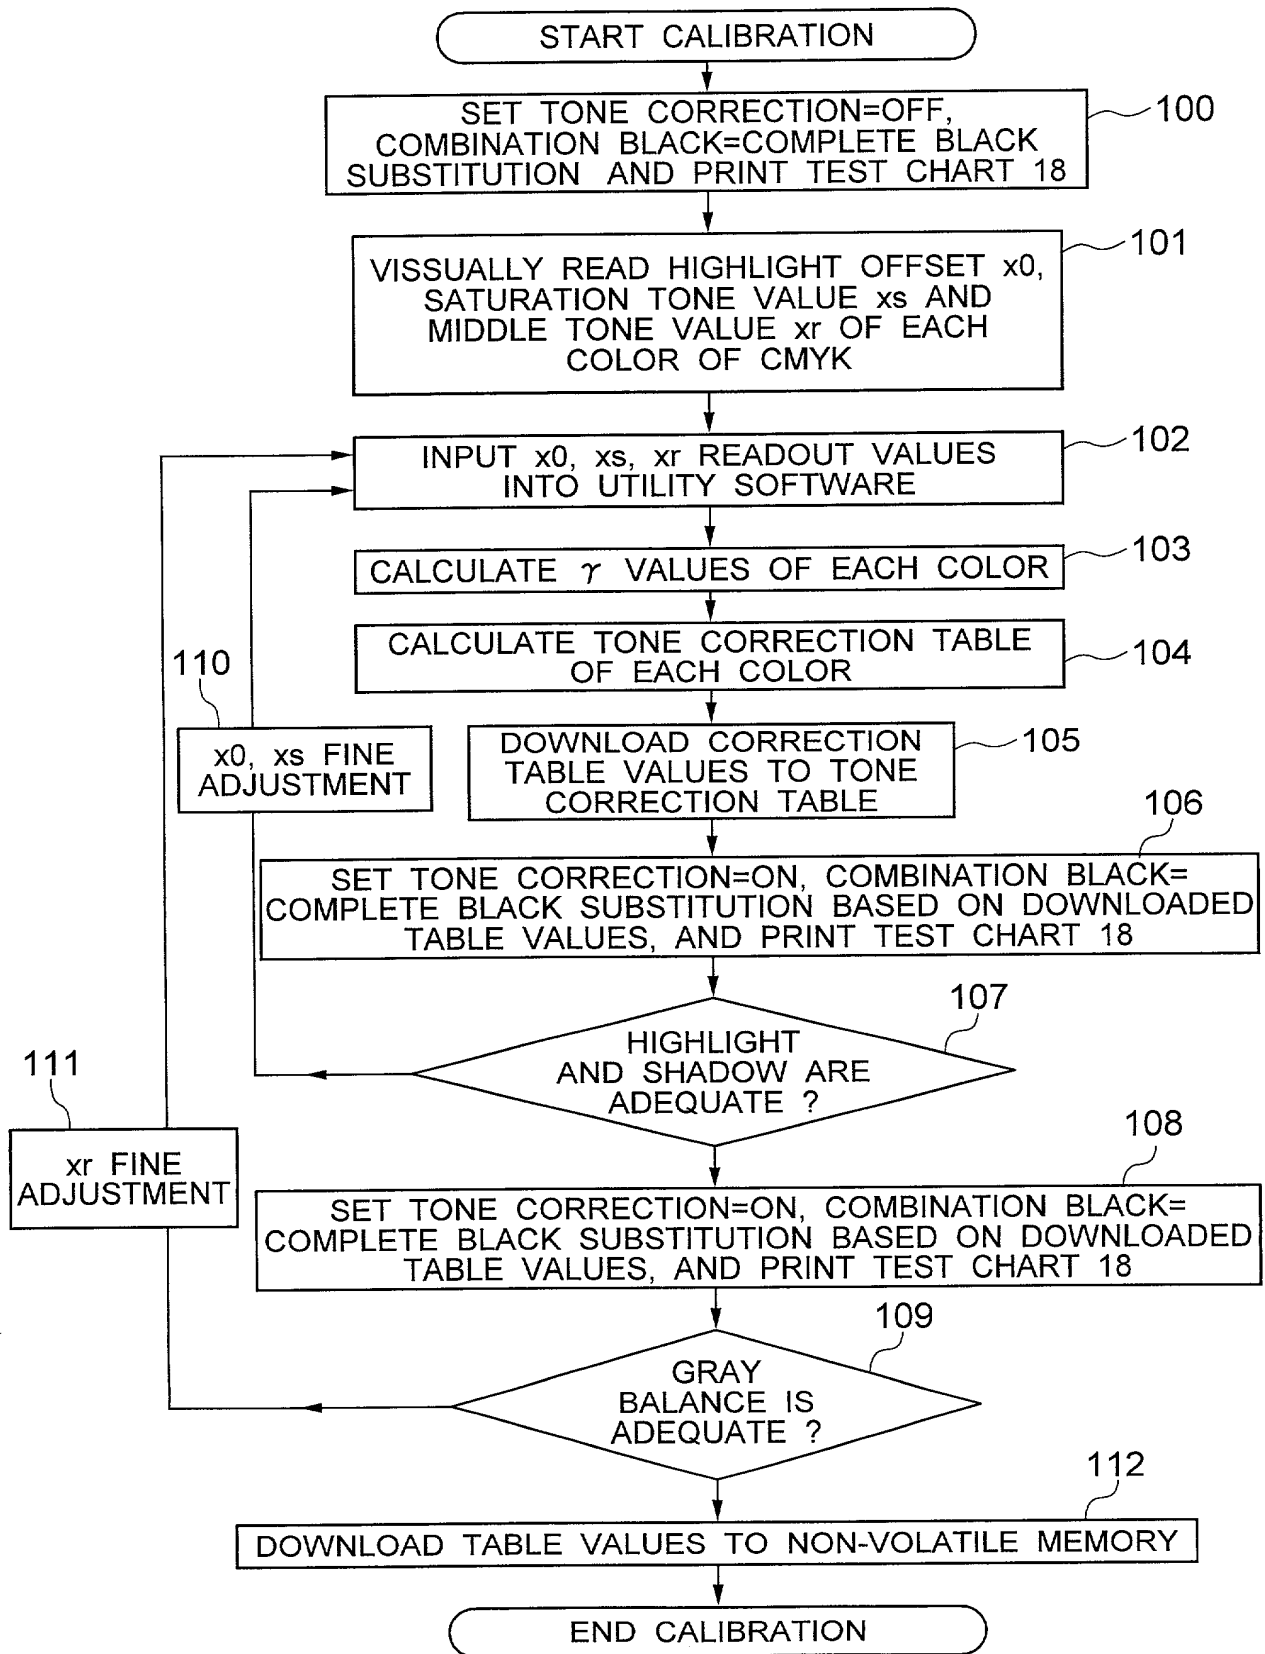 START CALIBRATION
SET TONE CORRECTION=OFF,
COMBINATION BLACK=COMPLETE BLACK
SUBSTITUTION AND PRINT TEST CHART 18
100
VISSUALLY READ HIGHLIGHT OFFSET x0,
SATURATION TONE VALUE xs AND
MIDDLE TONE VALUE xr OF EACH
COLOR OF CMYK
101
INPUT x0, xs, xr READOUT VALUES
INTO UTILITY SOFTWARE
102
CALCULATE γ VALUES OF EACH COLOR
103
CALCULATE TONE CORRECTION TABLE
OF EACH COLOR
104
110
x0, xs FINE
ADJUSTMENT
DOWNLOAD CORRECTION
TABLE VALUES TO TONE
CORRECTION TABLE
105
106
SET TONE CORRECTION=ON, COMBINATION BLACK=
COMPLETE BLACK SUBSTITUTION BASED ON DOWNLOADED
TABLE VALUES, AND PRINT TEST CHART 18
107
HIGHLIGHT
AND SHADOW ARE
ADEQUATE ?
111
xr FINE
ADJUSTMENT
108
SET TONE CORRECTION=ON, COMBINATION BLACK=
COMPLETE BLACK SUBSTITUTION BASED ON DOWNLOADED
TABLE VALUES, AND PRINT TEST CHART 18
109
GRAY
BALANCE IS
ADEQUATE ?
112
DOWNLOAD TABLE VALUES TO NON-VOLATILE MEMORY
END CALIBRATION